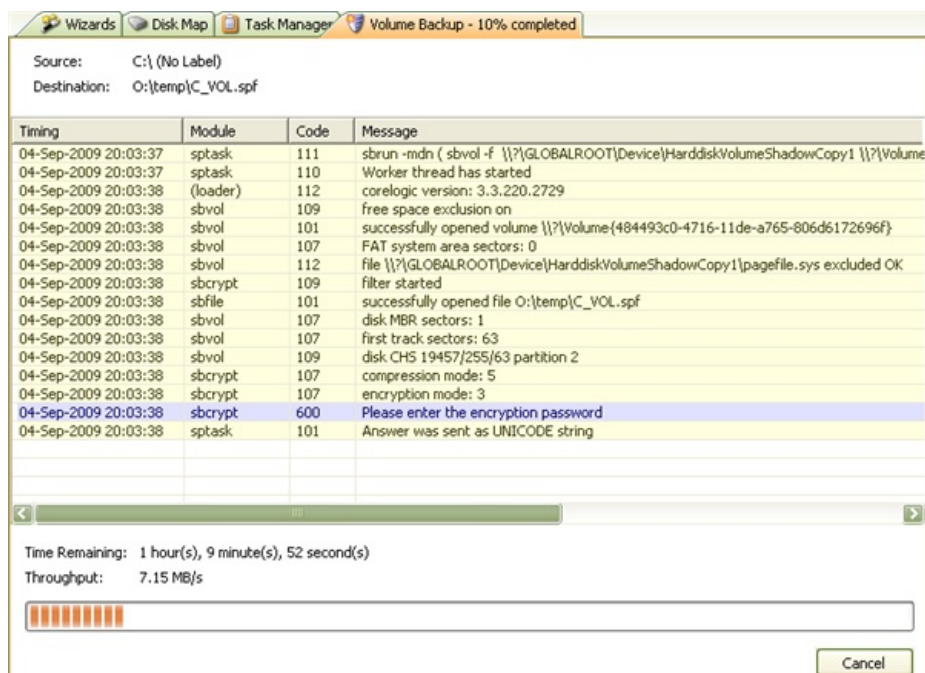 Wizards Disk Map Task Manager Volume Backup - 10% completed
Source: C:\ (No Label)
Destination: O:\temp\C_VOL.spf
Timing Module Code Message
04-Sep-2009 20:03:37 sptask 111 sbrun -mdn ( sbvol -f \\?\GLOBALROOT\Device\HarddiskVolumeShadowCopy1 \\?\Volume
04-Sep-2009 20:03:37 sptask 110 Worker thread has started
04-Sep-2009 20:03:38 (loader) 112 corelogic version: 3.3.220.2729
04-Sep-2009 20:03:38 sbvol 109 free space exclusion on
04-Sep-2009 20:03:38 sbvol 101 successfully opened volume \\?\Volume{484493c0-4716-11de-a765-806d6172696f}
04-Sep-2009 20:03:38 sbvol 107 FAT system area sectors: 0
04-Sep-2009 20:03:38 sbvol 112 file \\?\GLOBALROOT\Device\HarddiskVolumeShadowCopy1\pagefile.sys excluded OK
04-Sep-2009 20:03:38 sbcrypt 109 filter started
04-Sep-2009 20:03:38 sbfile 101 successfully opened file O:\temp\C_VOL.spf
04-Sep-2009 20:03:38 sbvol 107 disk MBR sectors: 1
04-Sep-2009 20:03:38 sbvol 107 first track sectors: 63
04-Sep-2009 20:03:38 sbvol 109 disk CHS 19457/255/63 partition 2
04-Sep-2009 20:03:38 sbcrypt 107 compression mode: 5
04-Sep-2009 20:03:38 sbcrypt 107 encryption mode: 3
04-Sep-2009 20:03:38 sbcrypt 600 Please enter the encryption password
04-Sep-2009 20:03:38 sptask 101 Answer was sent as UNICODE string
Time Remaining: 1 hour(s), 9 minute(s), 52 second(s)
Throughput: 7.15 MB/s
Cancel